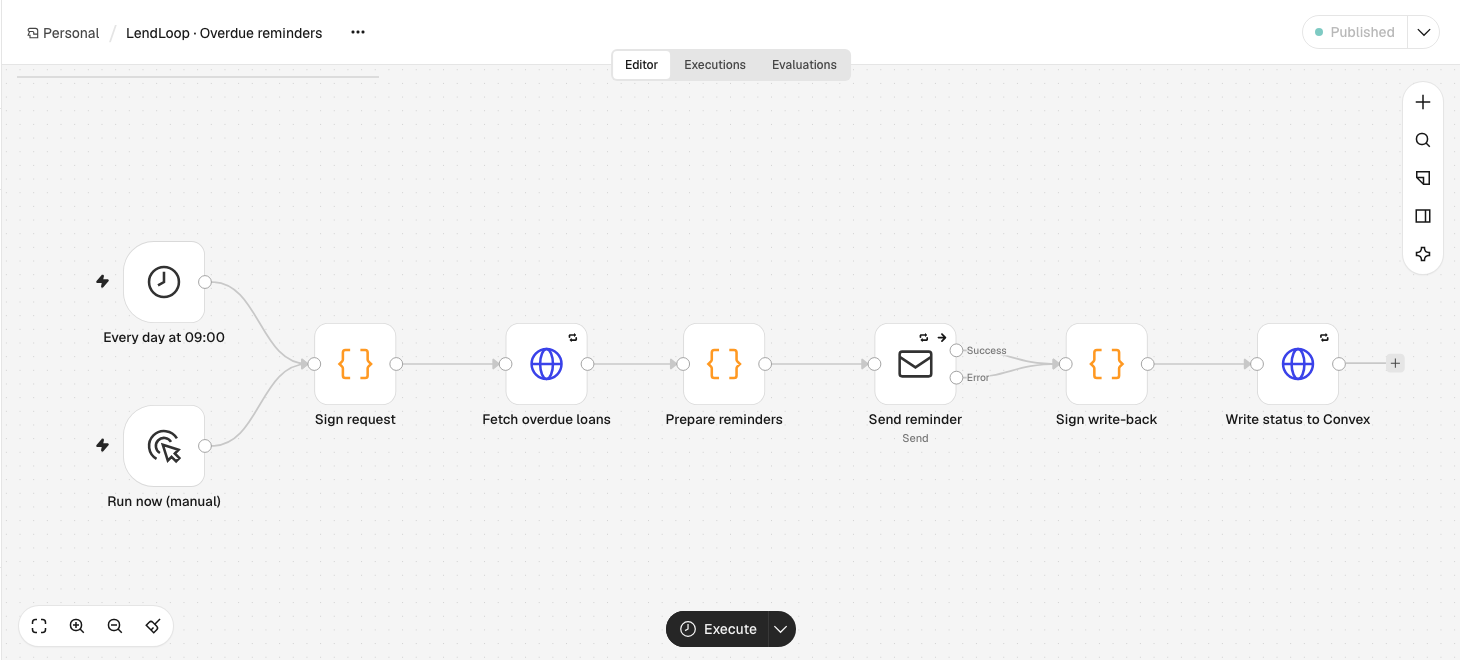 Personal / LendLoop · Overdue reminders ...
Published
Editor Executions Evaluations
Every day at 09:00
Run now (manual)
Sign request
Fetch overdue loans
Prepare reminders
Success
Error
Send reminder
Send
Sign write-back
Write status to Convex
Execute